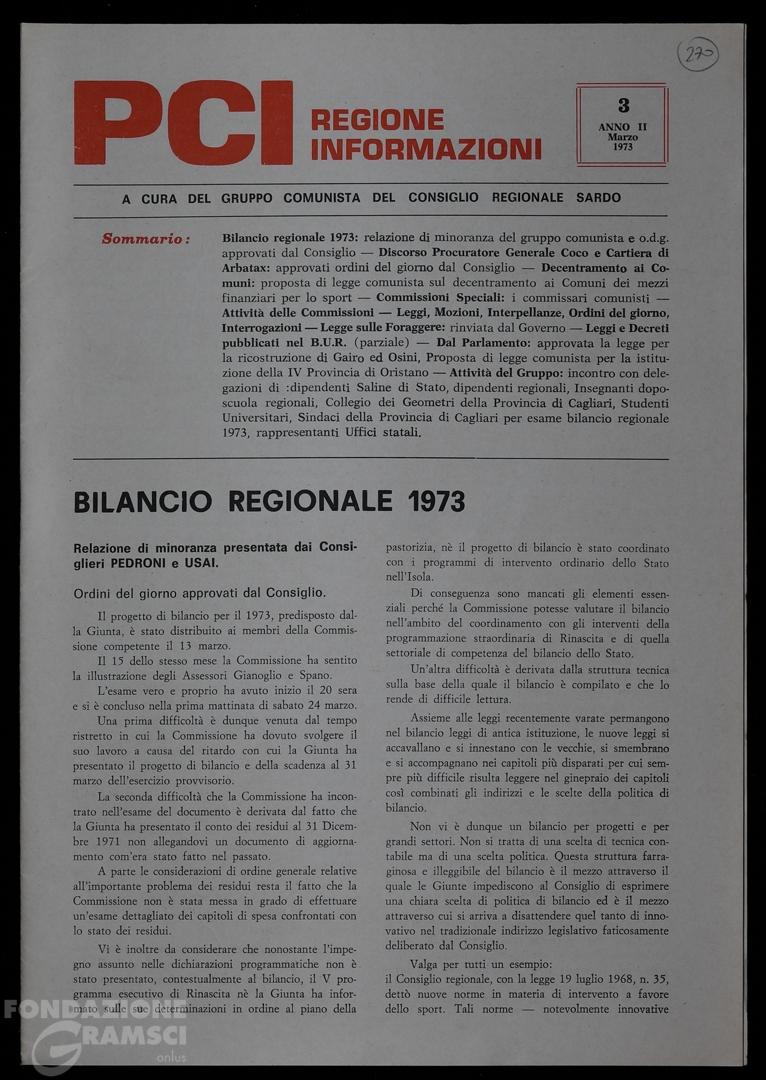 270
PCI REGIONE
INFORMAZIONI
3
ANNO II
Marzo
1973
A CURA DEL GRUPPO COMUNISTA DEL CONSIGLIO REGIONALE SARDO
Sommario :
Bilancio regionale 1973: relazione di minoranza del gruppo comunista e o.d.g.
approvati dal Consiglio — Discorso Procuratore Generale Coco e Cartiera di
Arbatax: approvati ordini del giorno dal Consiglio — Decentramento ai Co-
muni: proposta di legge comunista sul decentramento ai Comuni dei mezzi
finanziari per lo sport — Commissioni Speciali: i commissari comunisti —
Attività delle Commissioni — Leggi, Mozioni, Interpellanze, Ordini del giorno,
Interrogazioni — Legge sulle Foraggere: rinviata dal Governo — Leggi e Decreti
pubblicati nel B.U.R. (parziale) — Dal Parlamento: approvata la legge per
la ricostruzione di Gairo ed Osini, Proposta di legge comunista per la istitu-
zione della IV Provincia di Oristano — Attività del Gruppo: incontro con dele-
gazioni di :dipendenti Saline di Stato, dipendenti regionali, Insegnanti dopo-
scuola regionali, Collegio dei Geometri della Provincia di Cagliari, Studenti
Universitari, Sindaci della Provincia di Cagliari per esame bilancio regionale
1973, rappresentanti Uffici statali.
BILANCIO REGIONALE 1973
Relazione di minoranza presentata dai Consi-
glieri PEDRONI e USAI.
Ordini del giorno approvati dal Consiglio.
Il progetto di bilancio per il 1973, predisposto dal-
la Giunta, è stato distribuito ai membri della Commis-
sione competente il 13 marzo.
Il 15 dello stesso mese la Commissione ha sentito
la illustrazione degli Assessori Gianoglio e Spano.
L'esame vero e proprio ha avuto inizio il 20 sera
e si è concluso nella prima mattinata di sabato 24 marzo.
Una prima difficoltà è dunque venuta dal tempo
ristretto in cui la Commissione ha dovuto svolgere il
suo lavoro a causa del ritardo con cui la Giunta ha
presentato il progetto di bilancio e della scadenza al 31
marzo dell'esercizio provvisorio.
La seconda difficoltà che la Commissione ha incon-
trato nell'esame del documento è derivata dal fatto che
la Giunta ha presentato il conto dei residui al 31 Dicem-
bre 1971 non allegandovi un documento di aggiorna-
mento com'era stato fatto nel passato.
A parte le considerazioni di ordine generale relative
all'importante problema dei residui resta il fatto che la
Commissione non è stata messa in grado di effettuare
un'esame dettagliato dei capitoli di spesa confrontati con
lo stato dei residui.
Vi è inoltre da considerare che nonostante l'impe-
gno assunto nelle dichiarazioni programmatiche non è
stato presentato, contestualmente al bilancio, il V pro-
gramma esecutivo di Rinascita nè la Giunta ha infor-
mato sulle sue determinazioni in ordine al piano della
pastorizia, nè il progetto di bilancio è stato coordinato
con i programmi di intervento ordinario dello Stato
nell'Isola.
Di conseguenza sono mancati gli elementi essen-
ziali perché la Commissione potesse valutare il bilancio
nell'ambito del coordinamento con gli interventi della
programmazione straordinaria di Rinascita e di quella
settoriale di competenza del bilancio dello Stato.
Un'altra difficoltà è derivata dalla struttura tecnica
sulla base della quale il bilancio è compilato e che lo
rende di difficile lettura.
Assieme alle leggi recentemente varate permangono
nel bilancio leggi di antica istituzione, le nuove leggi si
accavallano e si innestano con le vecchie, si smembrano
e si accompagnano nei capitoli più disparati per cui sem-
pre più difficile risulta leggere nel ginepraio dei capitoli
così combinati gli indirizzi e le scelte della politica di
bilancio.
Non vi è dunque un bilancio per progetti e per
grandi settori. Non si tratta di una scelta di tecnica con-
tabile ma di una scelta politica. Questa struttura farra-
ginosa e illeggibile del bilancio è il mezzo attraverso il
quale le Giunte impediscono al Consiglio di esprimere
una chiara scelta di politica di bilancio ed è il mezzo
attraverso cui si arriva a disattendere quel tanto di inno-
vativo nel tradizionale indirizzo legislativo faticosamente
deliberato dal Consiglio.
Valga per tutti un esempio:
il Consiglio regionale, con la legge 19 luglio 1968, n. 35,
dettò nuove norme in materia di intervento a favore
dello sport. Tali norme — notevolmente innovative
FONDAZIONE
GRAMSCI
onlus